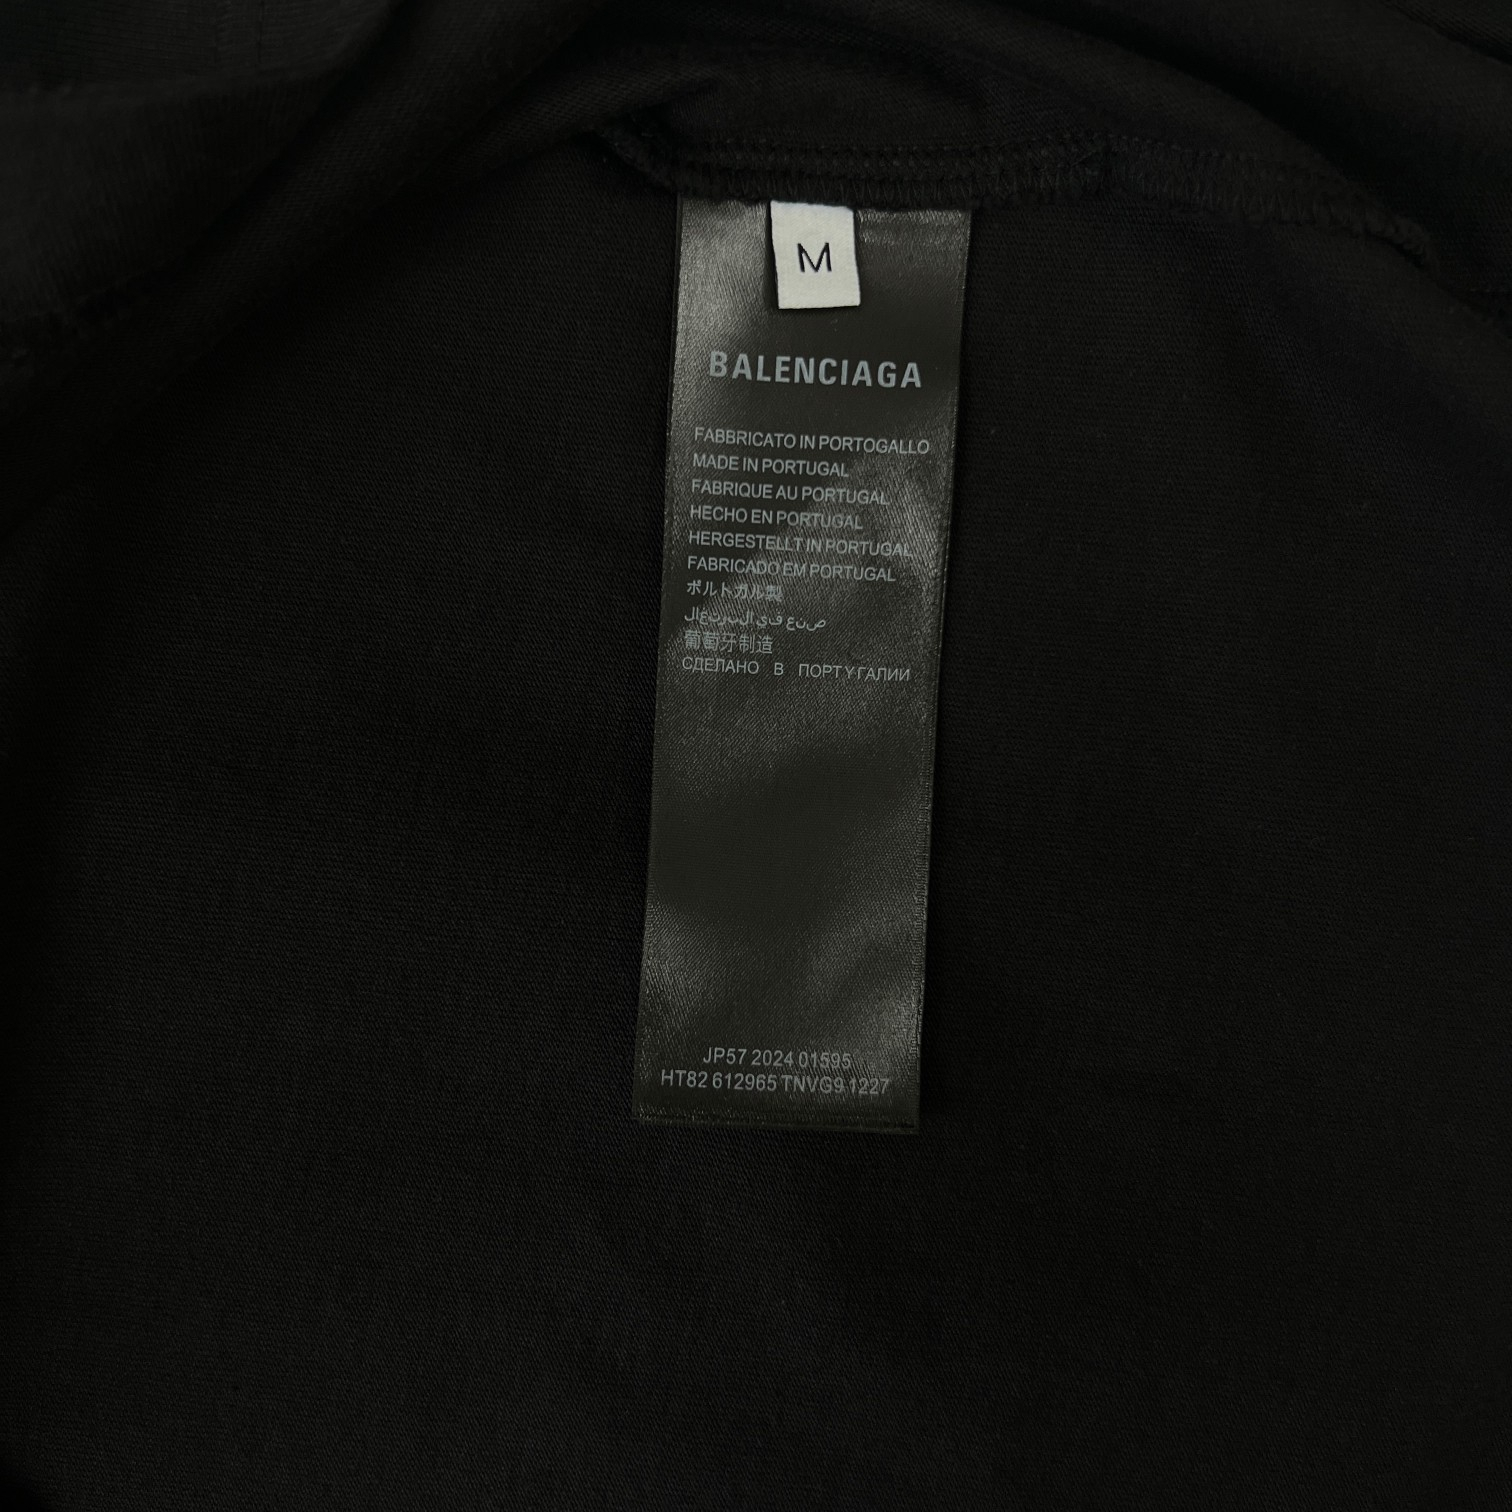 M
BALENCIAGA
FABBRICATO IN PORTOGALLO
MADE IN PORTUGAL
FABRIQUE AU PORTUGAL
HECHO EN PORTUGAL
HERGESTELLT IN PORTUGAL
FABRICADO EM PORTUGAL
ポルトガル製
صنع في البرتغال
葡萄牙制造
СДЕЛАНО В ПОРТУГАЛИИ
JP57 2024 01595
HT82 612965 TNVG9 1227